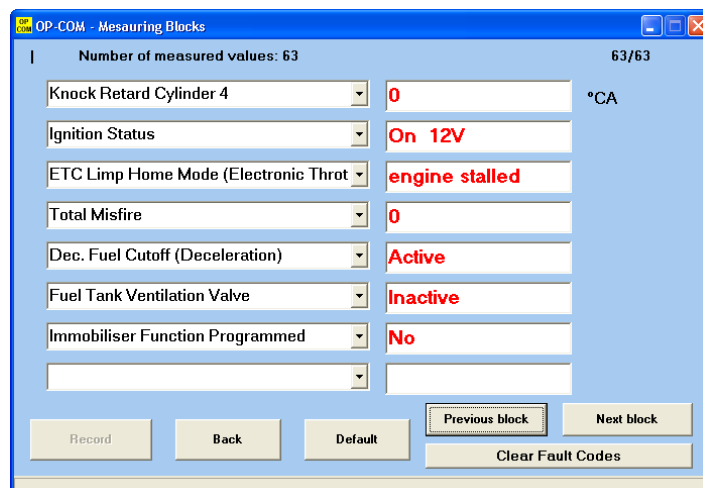 OP COM OP-COM - Mesauring Blocks
Number of measured values: 63 63/63
Knock Retard Cylinder 4 0 °CA
Ignition Status On 12V
ETC Limp Home Mode (Electronic Throt engine stalled
Total Misfire 0
Dec. Fuel Cutoff (Deceleration) Active
Fuel Tank Ventilation Valve Inactive
Immobiliser Function Programmed No
Record Back Default Previous block Next block
Clear Fault Codes